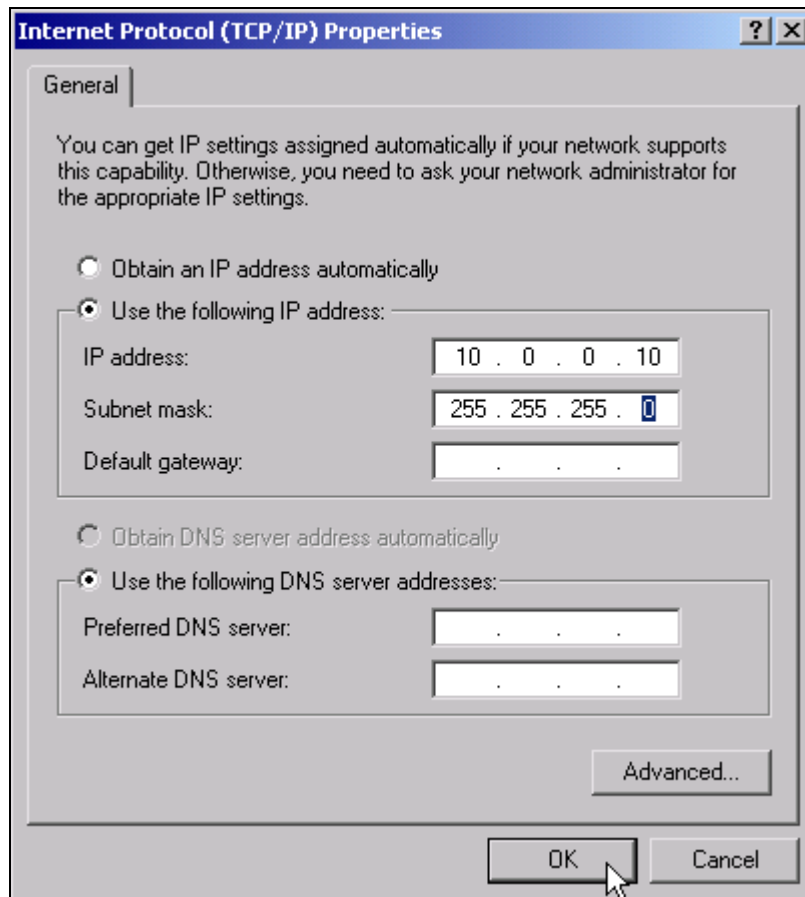 Internet Protocol (TCP/IP) Properties
General
You can get IP settings assigned automatically if your network supports
this capability. Otherwise, you need to ask your network administrator for
the appropriate IP settings.
Obtain an IP address automatically
Use the following IP address:
IP address: 10 . 0 . 0 . 10
Subnet mask: 255 . 255 . 255 . 0
Default gateway: . . .
Obtain DNS server address automatically
Use the following DNS server addresses:
Preferred DNS server: . . .
Alternate DNS server: . . .
Advanced...
OK Cancel